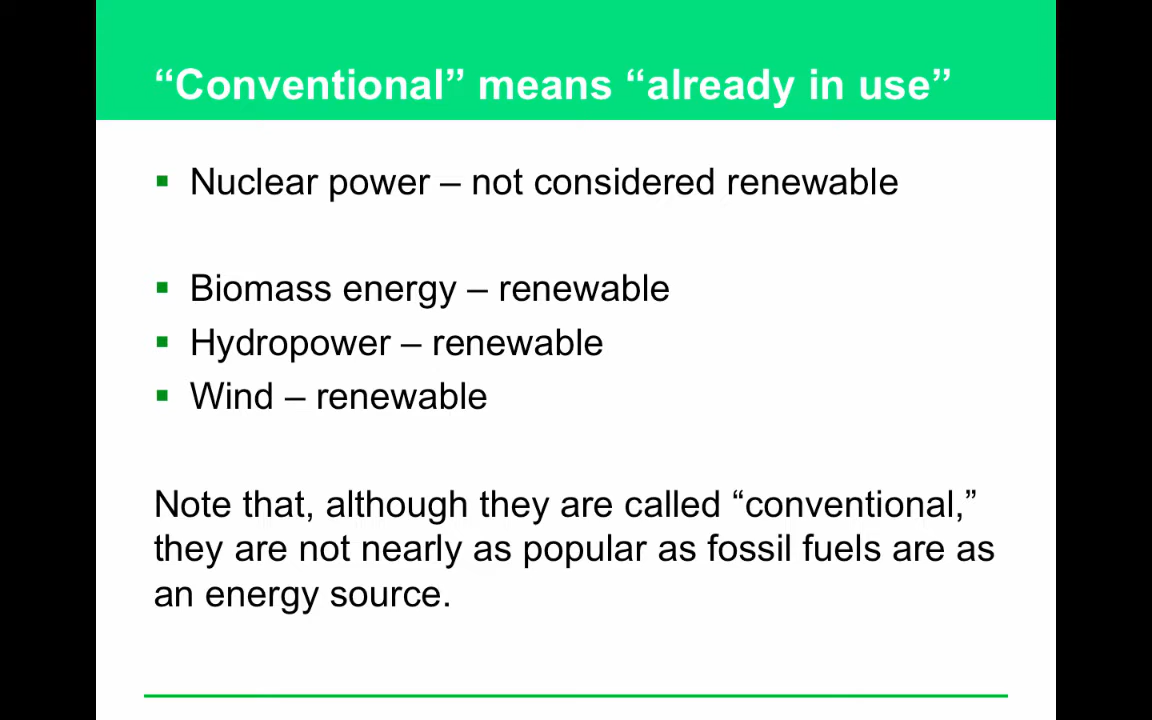 “Conventional” means “already in use”
▪ Nuclear power – not considered renewable
▪ Biomass energy – renewable
▪ Hydropower – renewable
▪ Wind – renewable
Note that, although they are called “conventional,”
they are not nearly as popular as fossil fuels are as
an energy source.